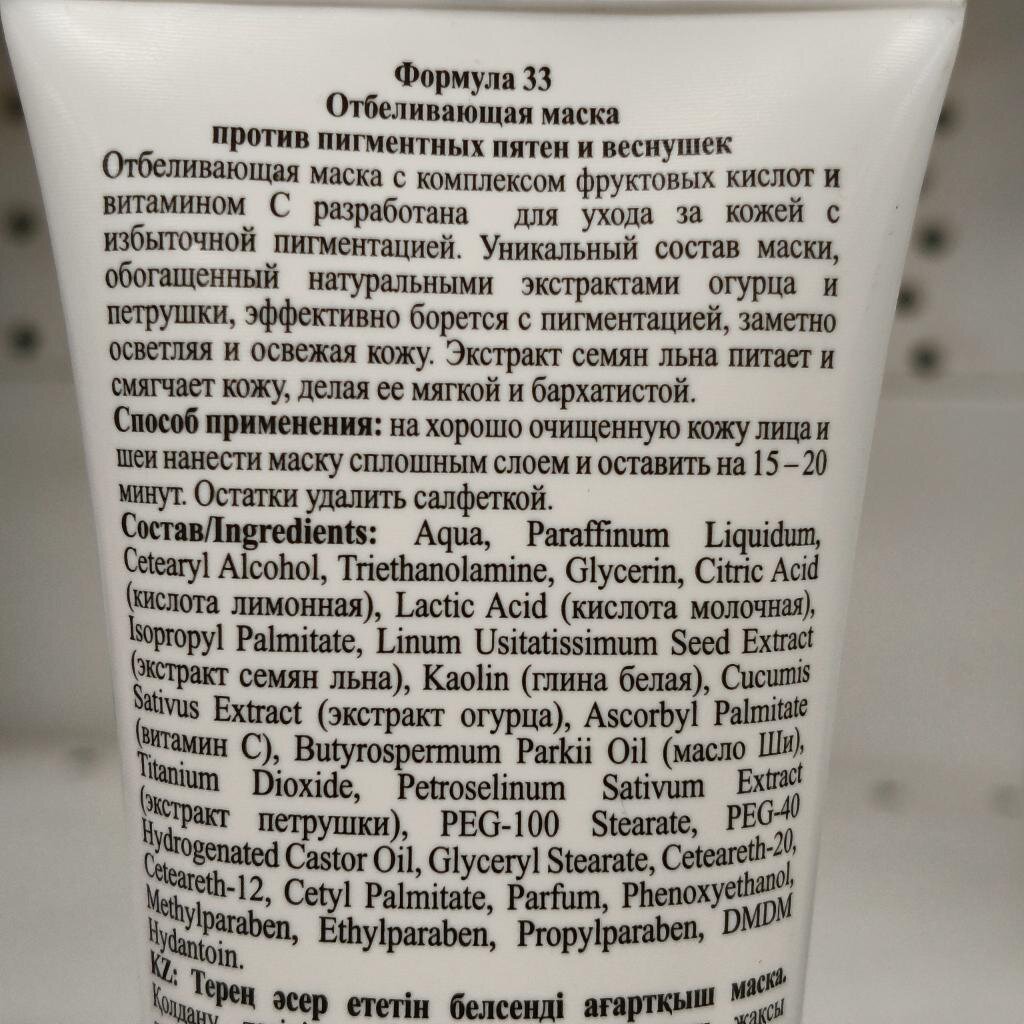 Формула 33
Отбеливающая маска
против пигментных пятен и веснушек
Отбеливающая маска с комплексом фруктовых кислот и
витамином С разработана для ухода за кожей с
избыточной пигментацией. Уникальный состав маски,
обогащенный натуральными экстрактами огурца и
петрушки, эффективно борется с пигментацией, заметно
осветляя и освежая кожу. Экстракт семян льна питает и
смягчает кожу, делая ее мягкой и бархатистой.
Способ применения: на хорошо очищенную кожу лица и
шеи нанести маску сплошным слоем и оставить на 15 – 20
минут. Остатки удалить салфеткой.
Состав/Ingredients: Aqua, Paraffinum Liquidum,
Cetearyl Alcohol, Triethanolamine, Glycerin, Citric Acid
(кислота лимонная), Lactic Acid (кислота молочная),
Isopropyl Palmitate, Linum Usitatissimum Seed Extract
(экстракт семян льна), Kaolin (глина белая), Cucumis
Sativus Extract (экстракт огурца), Ascorbyl Palmitate
(витамин С), Butyrospermum Parkii Oil (масло Ши),
Titanium Dioxide, Petroselinum Sativum Extract
(экстракт петрушки), PEG-100 Stearate, PEG-40
Hydrogenated Castor Oil, Glyceryl Stearate, Ceteareth-20,
Ceteareth-12, Cetyl Palmitate, Parfum, Phenoxyethanol,
Methylparaben, Ethylparaben, Propylparaben, DMDM
Hydantoin.
KZ: Терең әсер ететін белсенді ағартқыш маска.
Қолдану жақсы